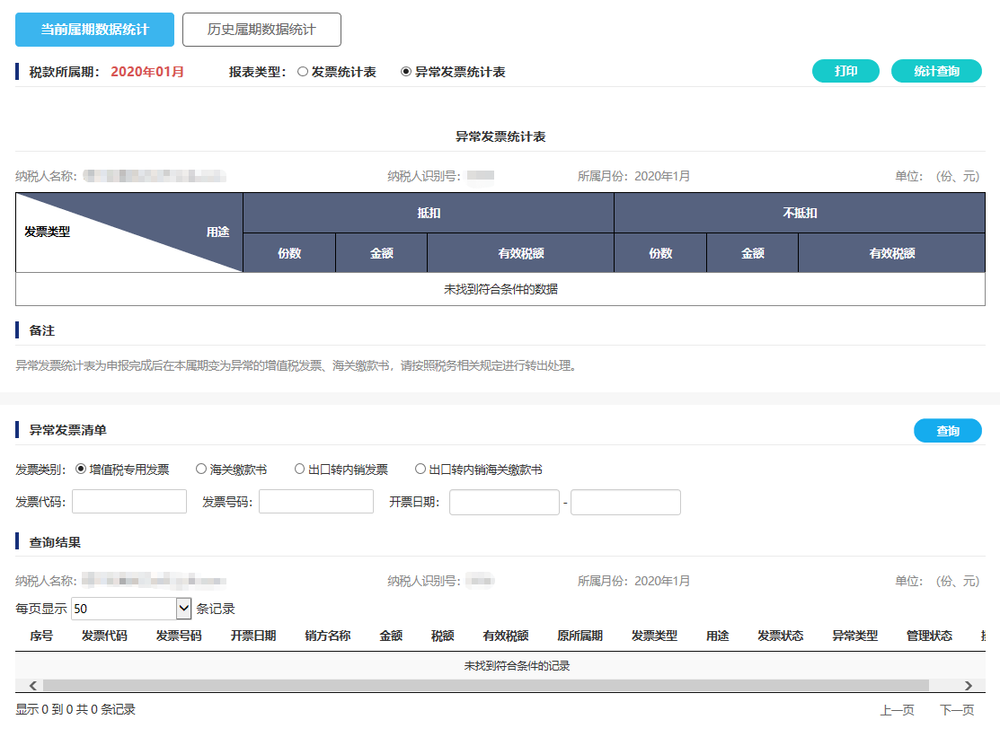 当前属期数据统计 历史属期数据统计
税款所属期： 2020年01月 报表类型： 发票统计表 异常发票统计表 打印 统计查询
异常发票统计表
纳税人名称： 纳税人识别号： 所属月份：2020年1月 单位：（份、元）
发票类型 用途 抵扣 不抵扣
份数 金额 有效税额 份数 金额 有效税额
未找到符合条件的数据
备注
异常发票统计表为申报完成后在本属期变为异常的增值税发票、海关缴款书，请按照税务相关规定进行转出处理。
异常发票清单 查询
发票类别： 增值税专用发票 海关缴款书 出口转内销发票 出口转内销海关缴款书
发票代码： 发票号码： 开票日期： -
查询结果
纳税人名称： 纳税人识别号： 所属月份：2020年1月 单位：（份、元）
每页显示 50 条记录
序号 发票代码 发票号码 开票日期 销方名称 金额 税额 有效税额 原所属期 发票类型 用途 发票状态 异常类型 管理状态
未找到符合条件的记录
显示 0 到 0 共 0 条记录 上一页 下一页